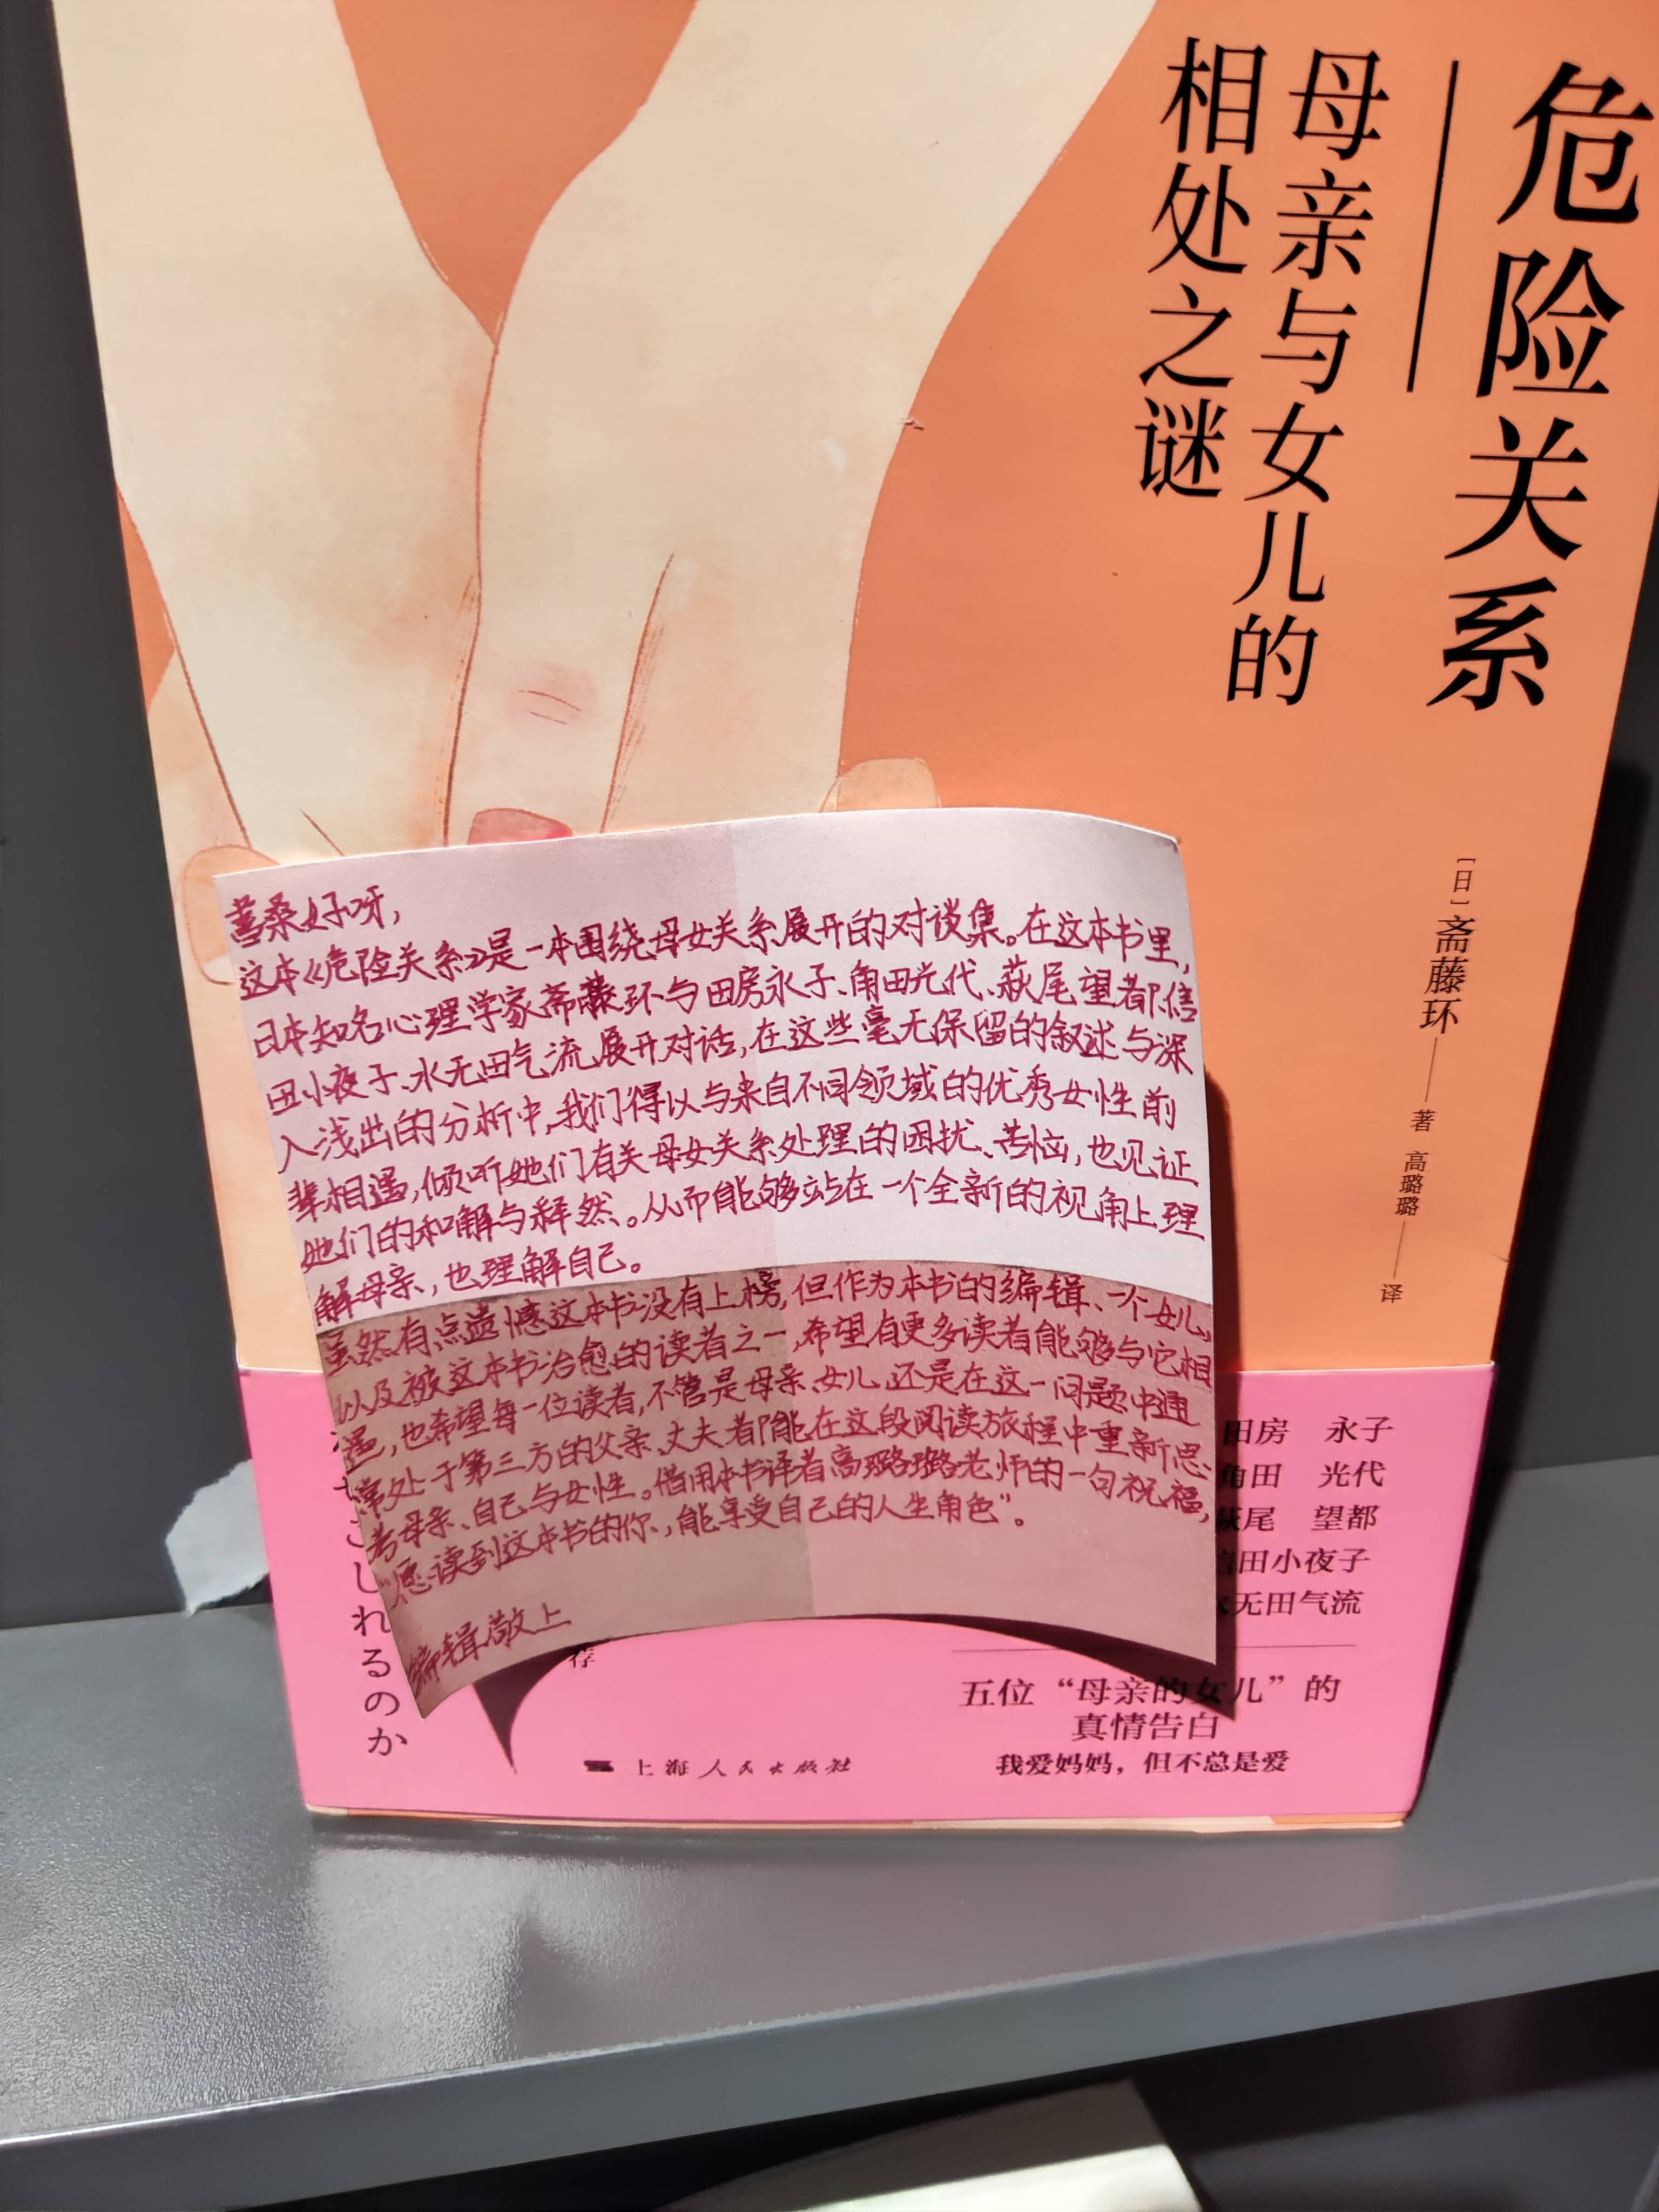 危险关系
母亲与女儿的
相处之谜
[日]斋藤环——著 高璐璐——译
善桑好呀,
这本《危险关系》是一本围绕母女关系展开的对谈集。在这本书里,
日本知名心理学家斋藤环与田房永子、角田光代、萩尾望都、信
田小夜子、水无田气流展开对话,在这些毫无保留的叙述与深
入浅出的分析中,我们得以与来自不同领域的优秀女性前
辈相遇,倾听她们有关母女关系处理的困扰、苦恼,也见证
她们的和解与释然。从而能够站在一个全新的视角上理
解母亲,也理解自己。
虽然有点遗憾这本书没有上榜,但作为本书的编辑、一个女儿,
以及被这本书治愈的读者之一,希望有更多读者能够与它相
遇,也希望每一位读者,不管是母亲、女儿,还是在这一问题中通
常处于第三方的父亲、丈夫都能在这段阅读旅程中重新思
考母亲、自己与女性。借用本书译者高璐璐老师的一句祝福,
“愿读到这本书的你,能享受自己的人生角色”。
编辑敬上
田房 永子
角田 光代
萩尾 望都
信田小夜子
水无田气流
五位“母亲的女儿”的
真情告白
我爱妈妈，但不总是爱
しれるのか
荐
上海人民出版社